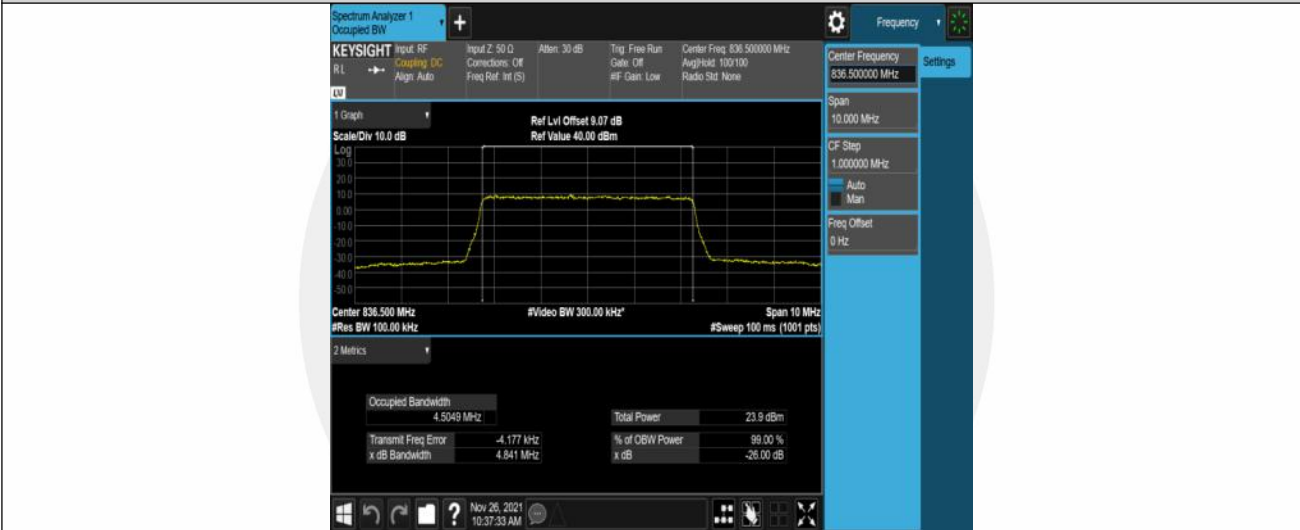 Spectrum Analyzer 1
Occupied BW
+
Frequency
KEYSIGHT
RL
Input: RF
Coupling: DC
Align: Auto
Input Z: 50 Ω
Corrections: Off
Freq Ref: Int (S)
Atten: 30 dB
Trig: Free Run
Gate: Off
#IF Gain: Low
Center Freq: 836.500000 MHz
Avg|Hold: 100/100
Radio Std: None
Center Frequency
836.500000 MHz
Settings
Span
10.000 MHz
CF Step
1.000000 MHz
Auto
Man
Freq Offset
0 Hz
1 Graph
Scale/Div 10.0 dB
Ref Lvl Offset 9.07 dB
Ref Value 40.00 dBm
Log
30.0
20.0
10.0
0.00
-10.0
-20.0
-30.0
-40.0
-50.0
Center 836.500 MHz
#Video BW 300.00 kHz*
Span 10 MHz
#Res BW 100.00 kHz
#Sweep 100 ms (1001 pts)
2 Metrics
Occupied Bandwidth
4.5049 MHz
Total Power 23.9 dBm
Transmit Freq Error -4.177 kHz
% of OBW Power 99.00 %
x dB Bandwidth 4.841 MHz
x dB -26.00 dB
?
Nov 26, 2021
10:37:33 AM